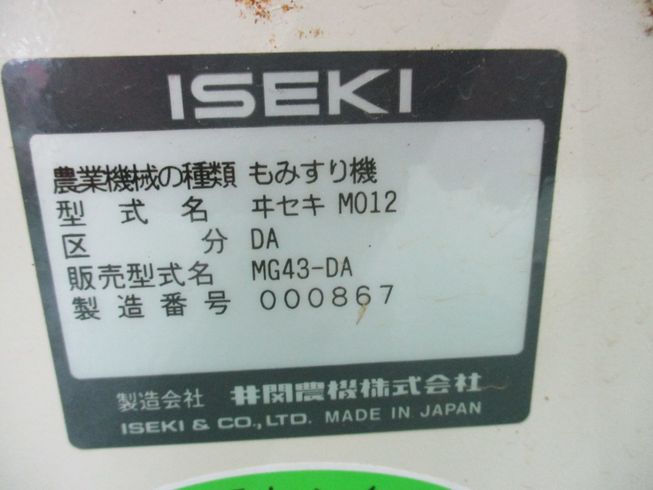 ISEKI
農業機械の種類 もみすり機
型式名 ヰセキ M012
区分 DA
販売型式名 MG43-DA
製造番号 000867
製造会社 井関農機株式会社
ISEKI & CO., LTD. MADE IN JAPAN